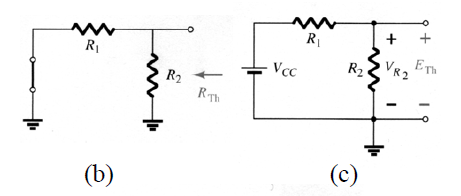 R1
R2
RTh
VCC
R1
R2
+
VR2
−
+
ETh
−
(b)
(c)